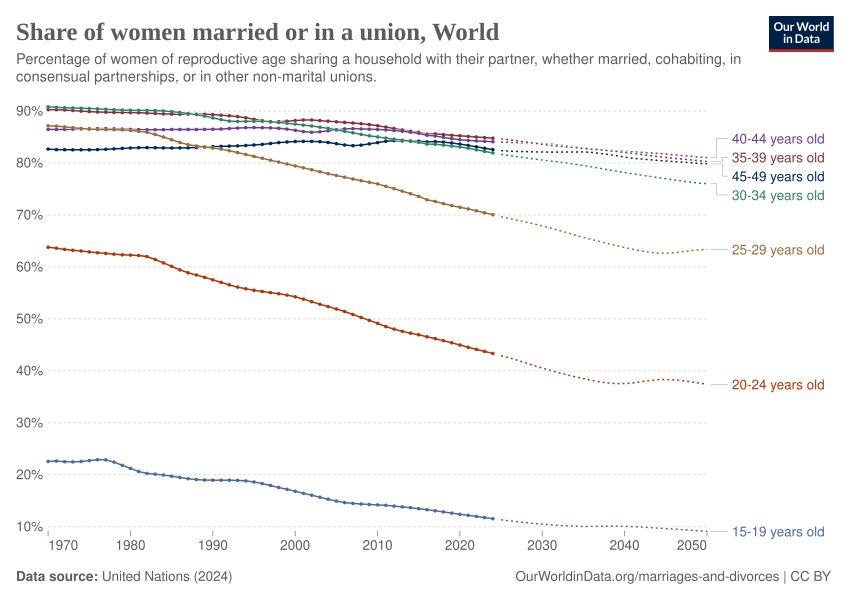 Share of women married or in a union, World
Our World
in Data
Percentage of women of reproductive age sharing a household with their partner, whether married, cohabiting, in
consensual partnerships, or in other non-marital unions.
90%
80%
70%
60%
50%
40%
30%
20%
10%
40-44 years old
35-39 years old
45-49 years old
30-34 years old
25-29 years old
20-24 years old
15-19 years old
1970 1980 1990 2000 2010 2020 2030 2040 2050
Data source: United Nations (2024)
OurWorldinData.org/marriages-and-divorces | CC BY